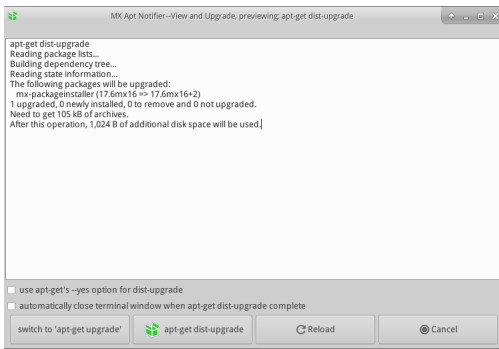 MX Apt Notifier--View and Upgrade, previewing: apt-get dist-upgrade
apt-get dist-upgrade
Reading package lists...
Building dependency tree...
Reading state information...
The following packages will be upgraded:
mx-packageinstaller (17.6mx16 => 17.6mx16+2)
1 upgraded, 0 newly installed, 0 to remove and 0 not upgraded.
Need to get 105 kB of archives.
After this operation, 1,024 B of additional disk space will be used.
use apt-get's --yes option for dist-upgrade
automatically close terminal window when apt-get dist-upgrade complete
switch to 'apt-get upgrade'
apt-get dist-upgrade
Reload
Cancel